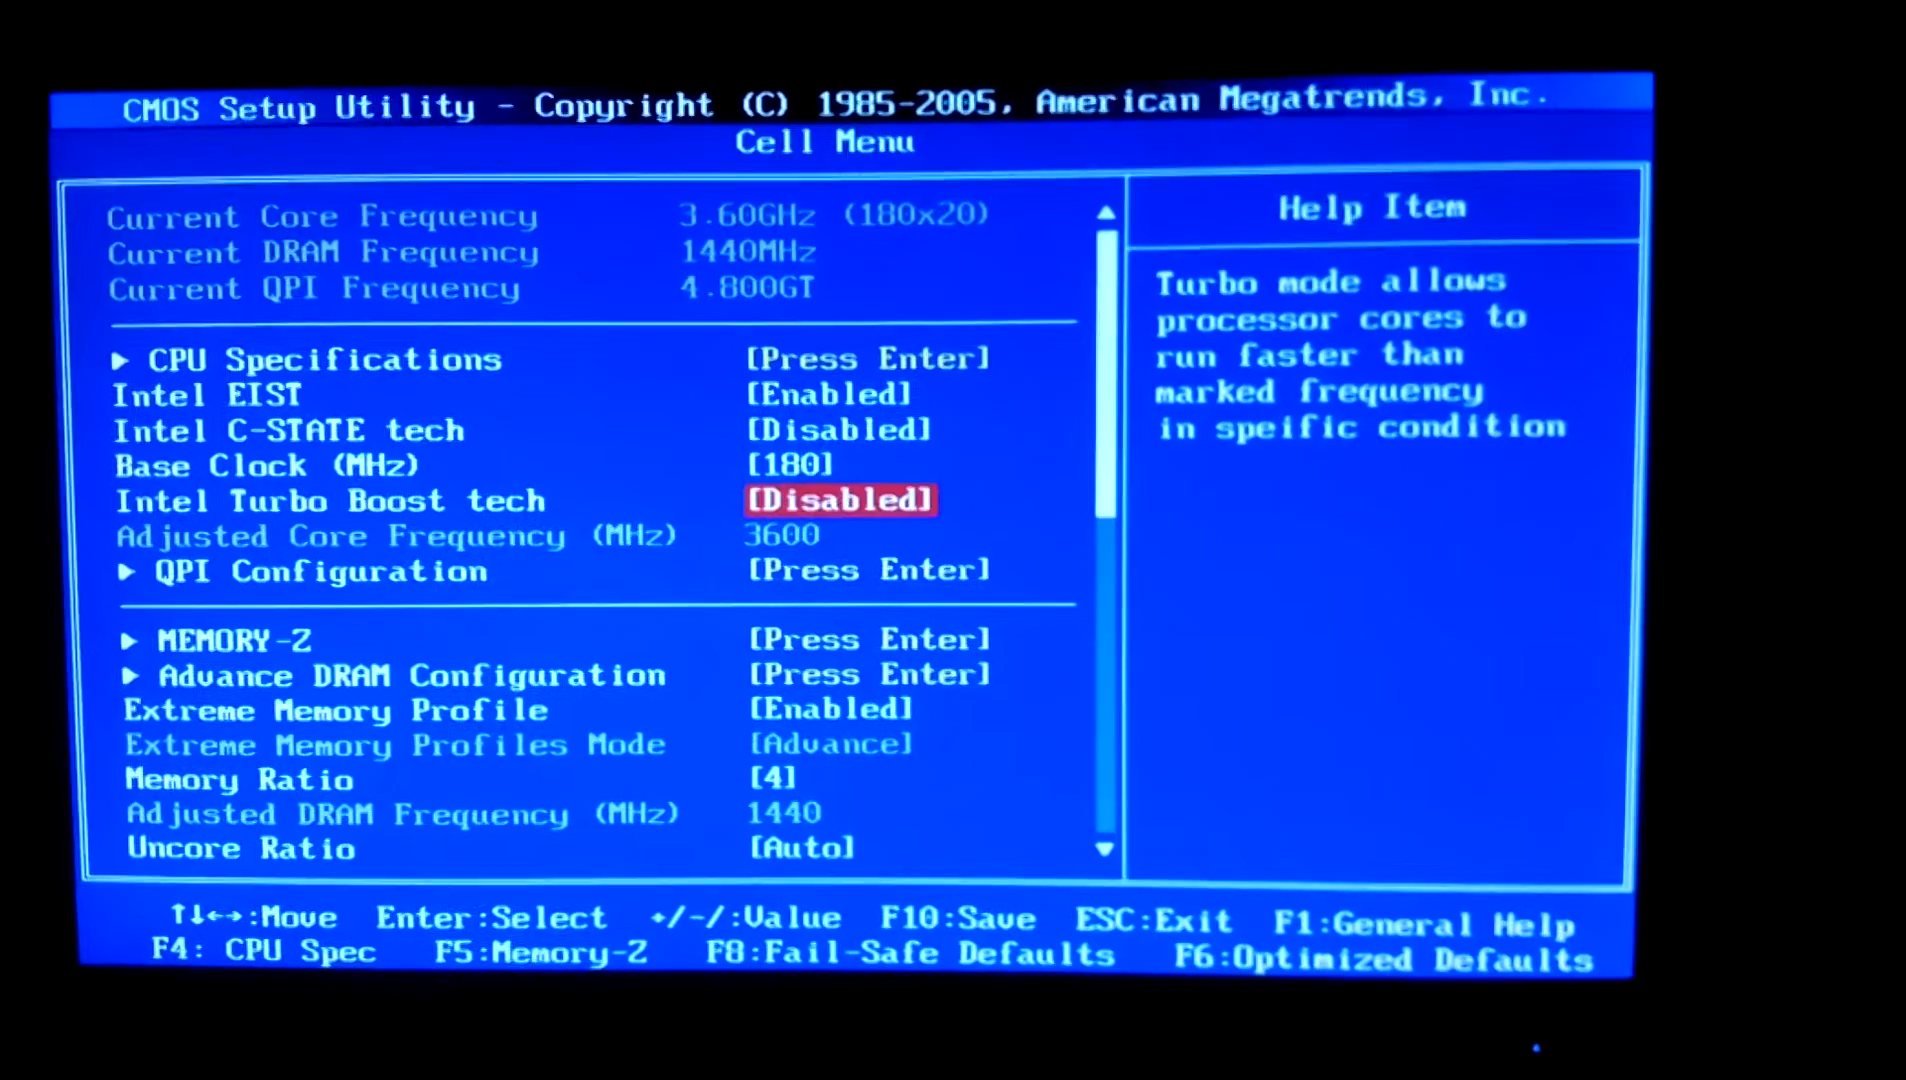 CMOS Setup Utility - Copyright (C) 1985-2005, American Megatrends, Inc.
Cell Menu
Current Core Frequency 3.60GHz (180x20)
Current DRAM Frequency 1440MHz
Current QPI Frequency 4.800GT
► CPU Specifications [Press Enter]
Intel EIST [Enabled]
Intel C-STATE tech [Disabled]
Base Clock (MHz) [180]
Intel Turbo Boost tech [Disabled]
Adjusted Core Frequency (MHz) 3600
► QPI Configuration [Press Enter]
► MEMORY-Z [Press Enter]
► Advance DRAM Configuration [Press Enter]
Extreme Memory Profile [Enabled]
Extreme Memory Profiles Mode [Advance]
Memory Ratio [4]
Adjusted DRAM Frequency (MHz) 1440
Uncore Ratio [Auto]
Help Item
Turbo mode allows
processor cores to
run faster than
marked frequency
in speific condition
↑↓←→:Move Enter:Select +/-/:Value F10:Save ESC:Exit F1:General Help
F4: CPU Spec F5:Memory-Z F8:Fail-Safe Defaults F6:Optimized Defaults